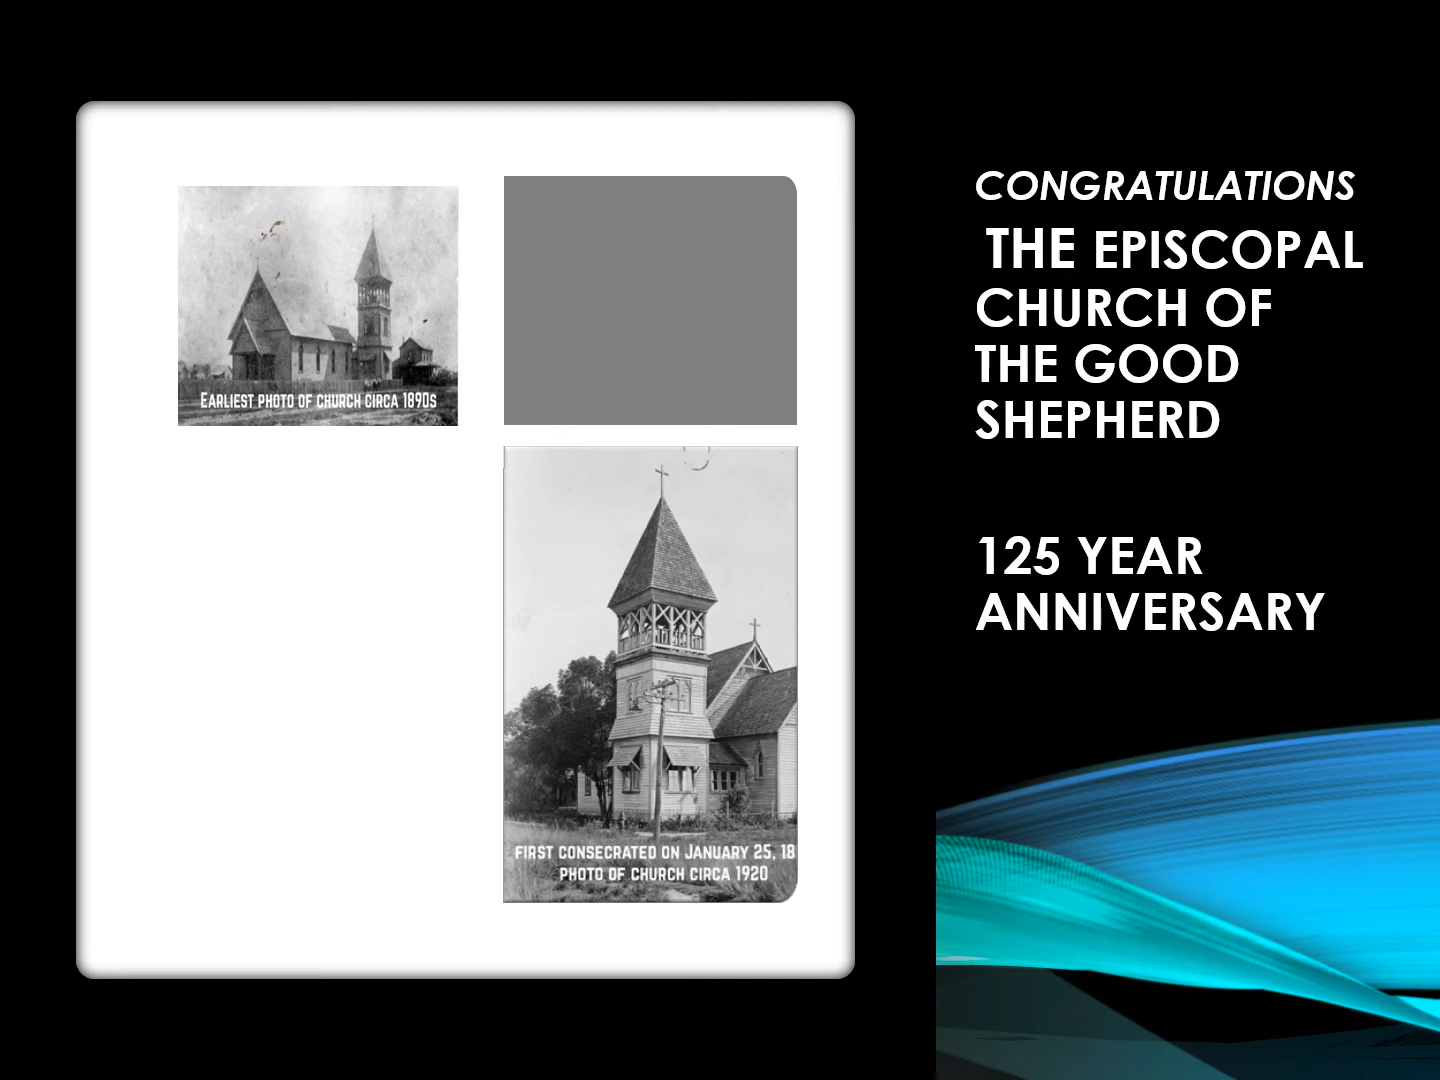 EARLIEST PHOTO OF CHURCH CIRCA 1890S
FIRST CONSECRATED ON JANUARY 25, 18
PHOTO OF CHURCH CIRCA 1920
CONGRATULATIONS
THE EPISCOPAL
CHURCH OF
THE GOOD
SHEPHERD
125 YEAR
ANNIVERSARY